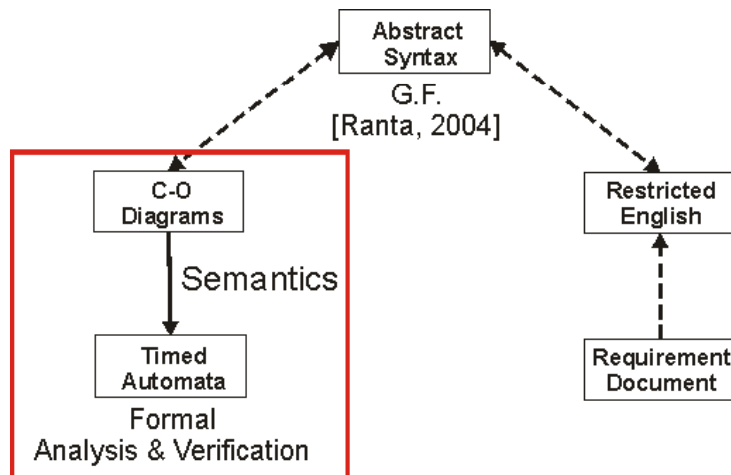 Abstract
Syntax
G.F.
[Ranta, 2004]
C-O
Diagrams
Restricted
English
Semantics
Timed
Automata
Requirement
Document
Formal
Analysis & Verification